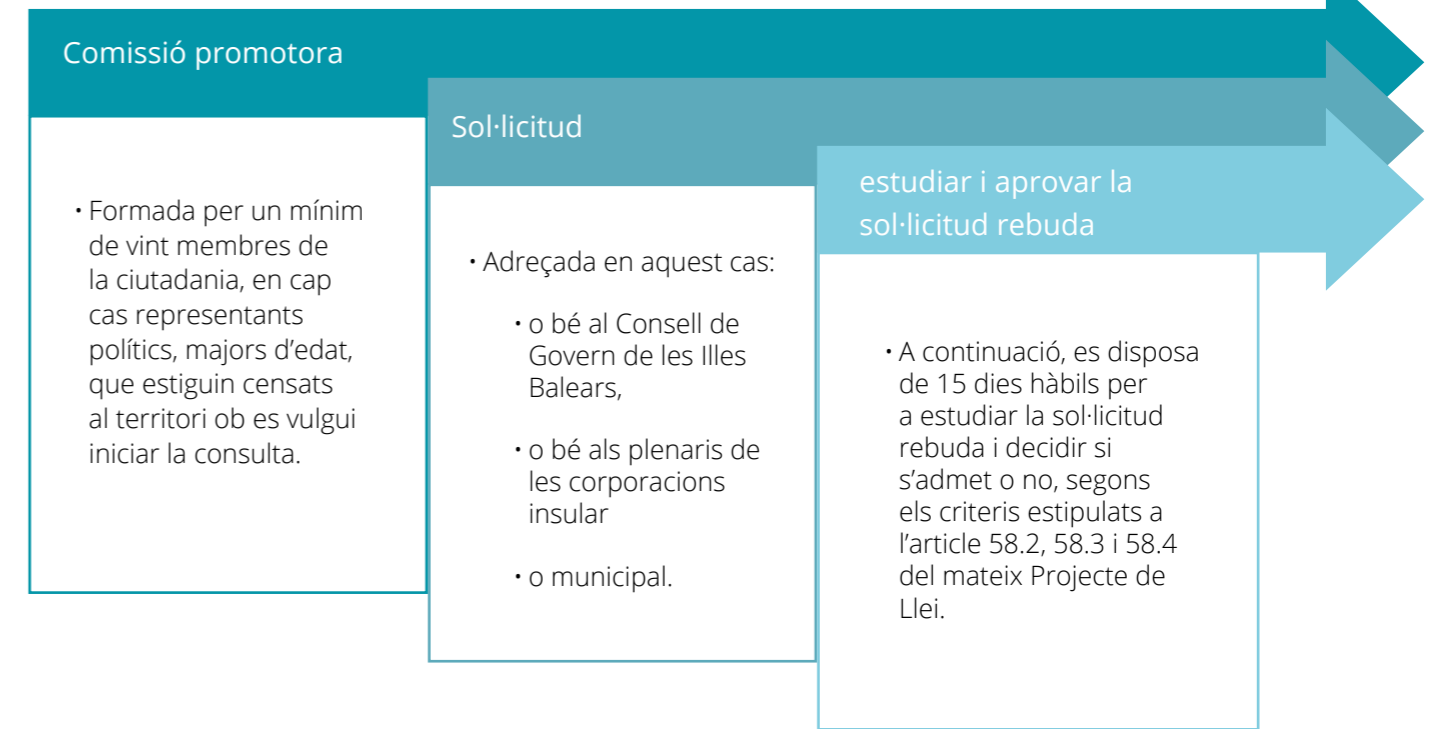 Comissió promotora
• Formada per un mínim
de vint membres de
la ciutadania, en cap
cas representants
polítics, majors d’edat,
que estiguin censats
al territori ob es vulgui
iniciar la consulta.
Sol·licitud
• Adreçada en aquest cas:
• o bé al Consell de
Govern de les Illes
Balears,
• o bé als plenaris de
les corporacions
insular
• o municipal.
estudiar i aprovar la
sol·licitud rebuda
• A continuació, es disposa
de 15 dies hàbils per
a estudiar la sol·licitud
rebuda i decidir si
s’admet o no, segons
els criteris estipulats a
l’article 58.2, 58.3 i 58.4
del mateix Projecte de
Llei.